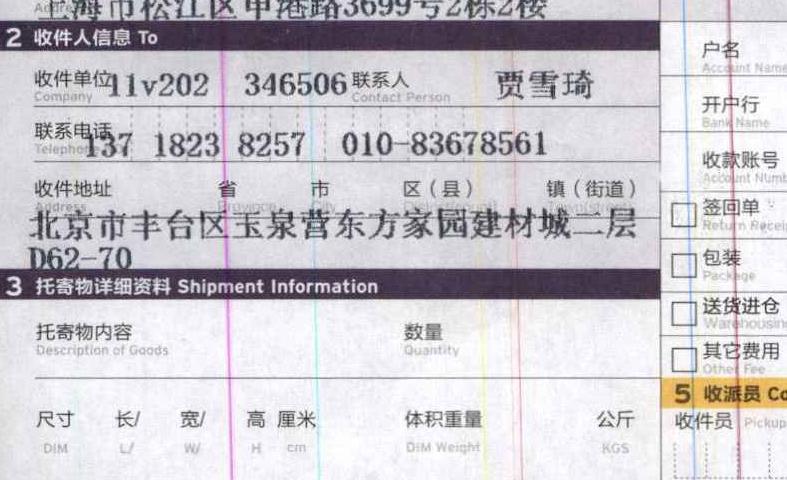 上海市松江区申港路3699号2栋2楼
2 收件人信息 To
收件单位 11v202 346506 联系人 贾雪琦
Company Contact Person
联系电话 137 1823 8257 010-83678561
Telephone
收件地址 省 市 区（县） 镇（街道）
Address Province City
北京市丰台区玉泉营东方家园建材城二层
D62-70
3 托寄物详细资料 Shipment Information
托寄物内容 数量
Description of Goods Quantity
尺寸 长/ 宽/ 高 厘米 体积重量 公斤
DIM L/ W/ H cm DIM Weight KGS
户名
Account Name
开户行
Bank Name
收款账号
Account Numb
签回单
Return Recei
包装
Package
送货进仓
Warehousing
其它费用
Other Fee
5 收派员 Co
收件员 Pickup